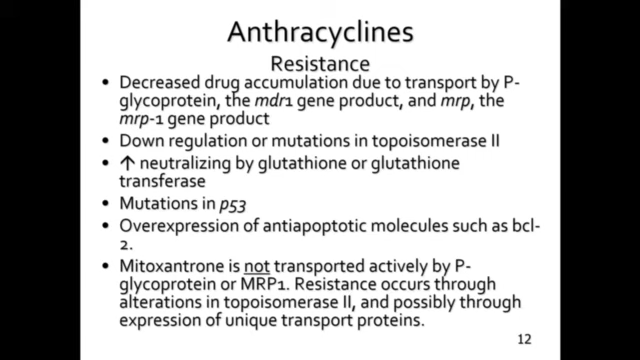 Anthracyclines
Resistance
• Decreased drug accumulation due to transport by P-
glycoprotein, the mdr1 gene product, and mrp, the
mrp-1 gene product
• Down regulation or mutations in topoisomerase II
• ↑ neutralizing by glutathione or glutathione
transferase
• Mutations in p53
• Overexpression of antiapoptotic molecules such as bcl-
2.
• Mitoxantrone is not transported actively by P-
glycoprotein or MRP1. Resistance occurs through
alterations in topoisomerase II, and possibly through
expression of unique transport proteins.
12